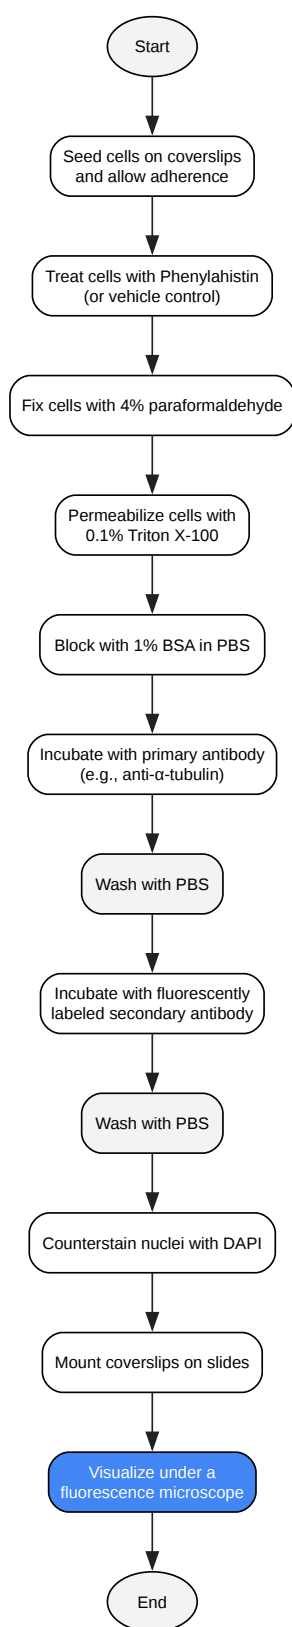 Start
Seed cells on coverslips
and allow adherence
Treat cells with Phenylahistin
(or vehicle control)
Fix cells with 4% paraformaldehyde
Permeabilize cells with
0.1% Triton X-100
Block with 1% BSA in PBS
Incubate with primary antibody
(e.g., anti-α-tubulin)
Wash with PBS
Incubate with fluorescently
labeled secondary antibody
Wash with PBS
Counterstain nuclei with DAPI
Mount coverslips on slides
Visualize under a
fluorescence microscope
End